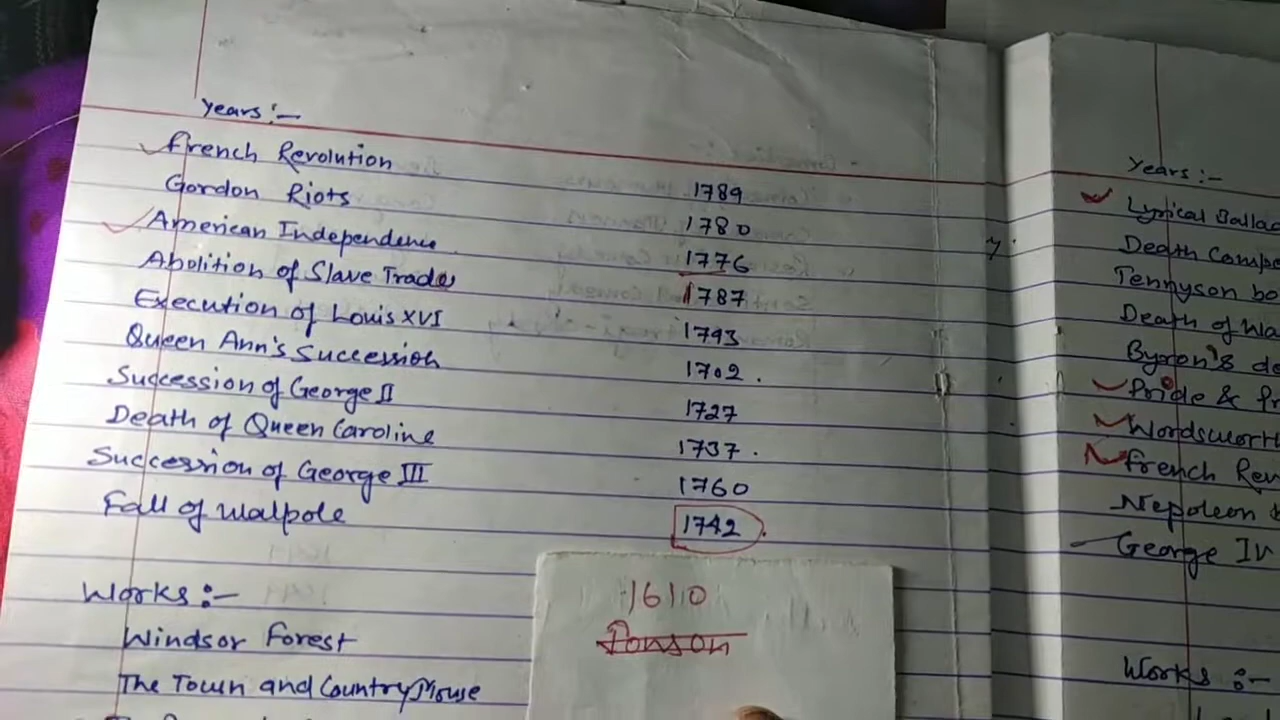 Years:-
French Revolution 1789
Gordon Riots 1780
American Independence 1776
Abolition of Slave Trade 1787
Execution of Louis XVI 1793
Queen Ann's Succession 1702.
Succession of George II 1727
Death of Queen Caroline 1737.
Succession of George III 1760
Fall of Walpole 1742.
Works:-
Windsor Forest
The Town and Country Mouse
1610
Ponson
Years:-
Lyrical Ballad
Death Compe
Tennyson bo
Death of Wa
Byron's de
Pride & Pr
Wordsworth
French Rev
Nepoleon
George IV
Works:-